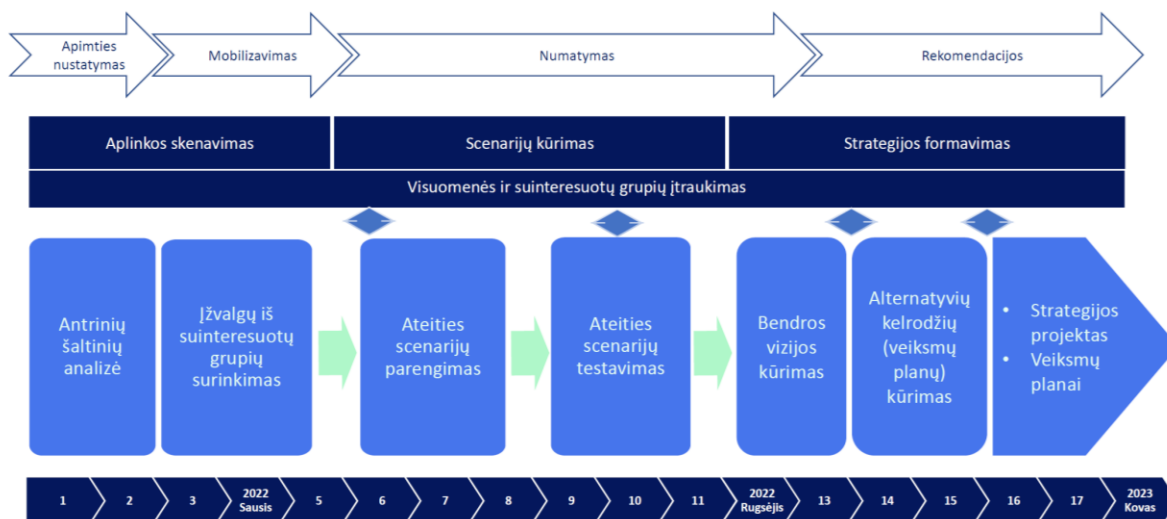 Apimties
nustatymas
Mobilizavimas
Numatymas
Rekomendacijos
Aplinkos skenavimas
Scenarijų kūrimas
Strategijos formavimas
Visuomenės ir suinteresuotų grupių įtraukimas
Antrinių
šaltinių
analizė
Įžvalgų iš
suinteresuotų
grupių
surinkimas
Ateities
scenarijų
parengimas
Ateities
scenarijų
testavimas
Bendros
vizijos
kūrimas
Alternatyvių
kelrodžių
(veiksmų
planų)
kūrimas
• Strategijos
projektas
• Veiksmų
planai
1
2
3
2022
Sausis
5
6
7
8
9
10
11
2022
Rugsėjis
13
14
15
16
17
2023
Kovas